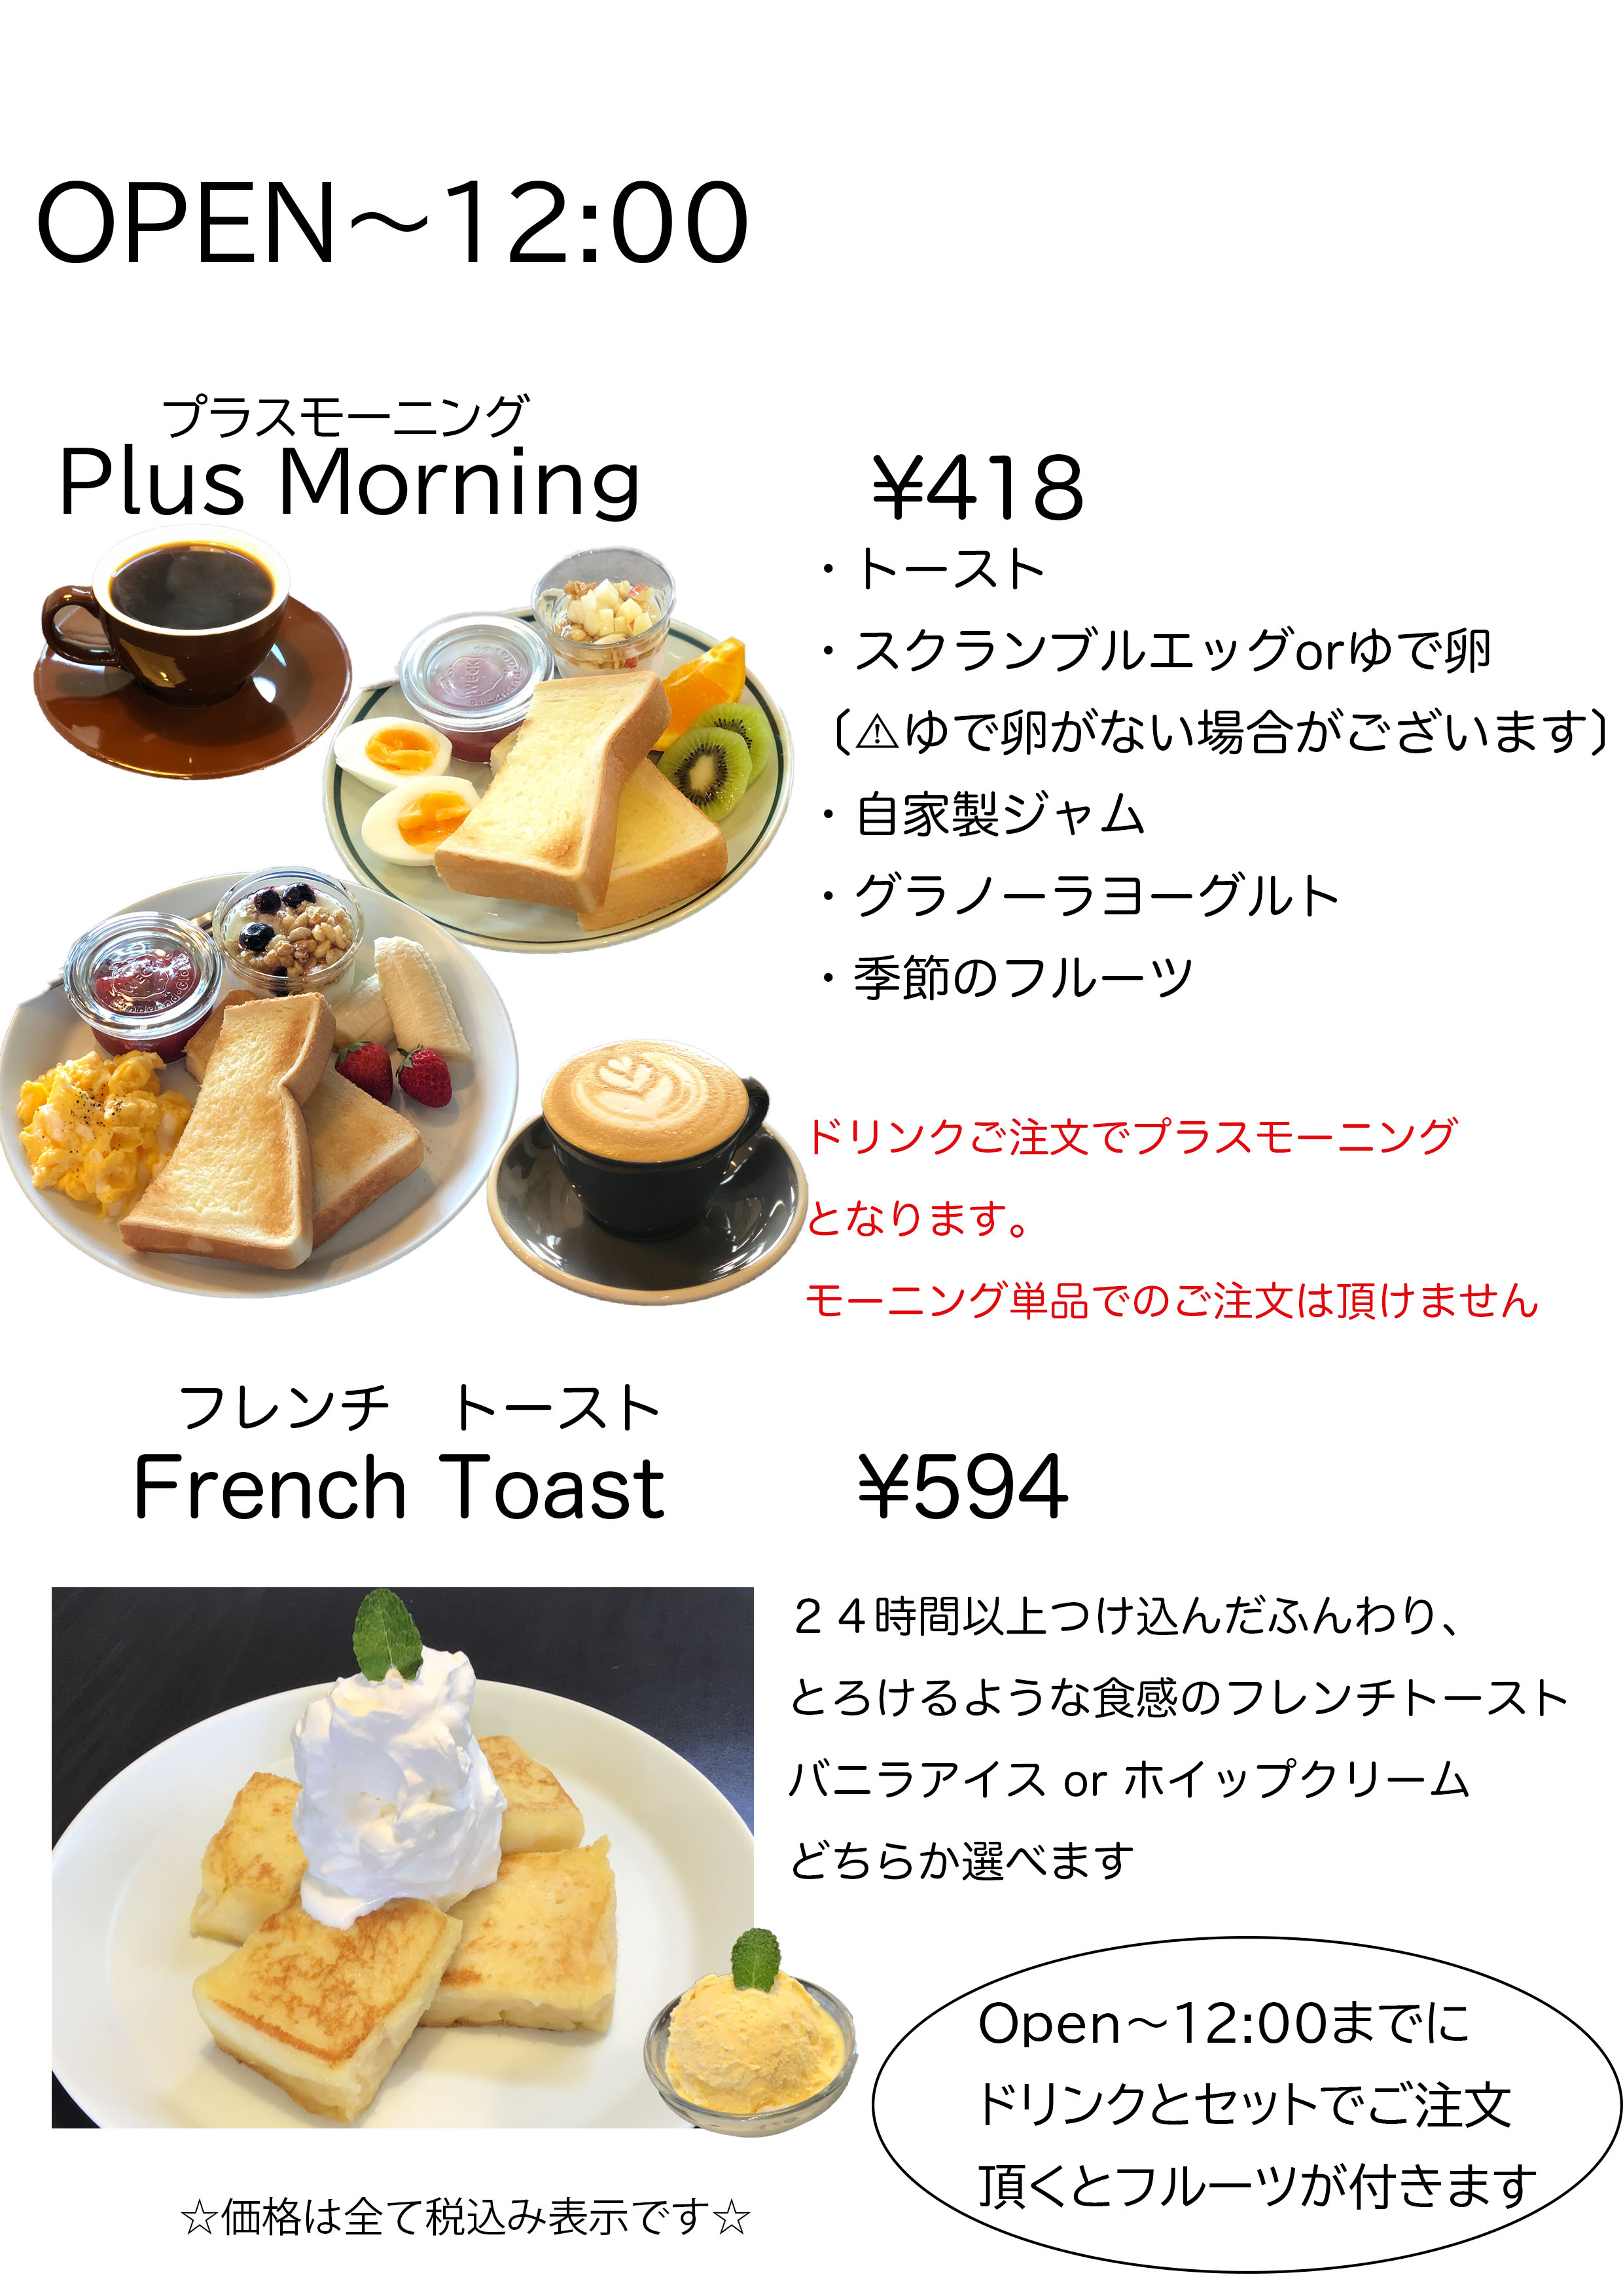 OPEN～12:00
プラスモーニング
Plus Morning
¥418
・トースト
・スクランブルエッグorゆで卵
〔⚠ゆで卵がない場合がございます〕
・自家製ジャム
・グラノーラヨーグルト
・季節のフルーツ
ドリンクご注文でプラスモーニング
となります。
モーニング単品でのご注文は頂けません
フレンチ　トースト
French Toast
¥594
２４時間以上つけ込んだふんわり、
とろけるような食感のフレンチトースト
バニラアイス or ホイップクリーム
どちらか選べます
Open～12:00までに
ドリンクとセットでご注文
頂くとフルーツが付きます
☆価格は全て税込み表示です☆